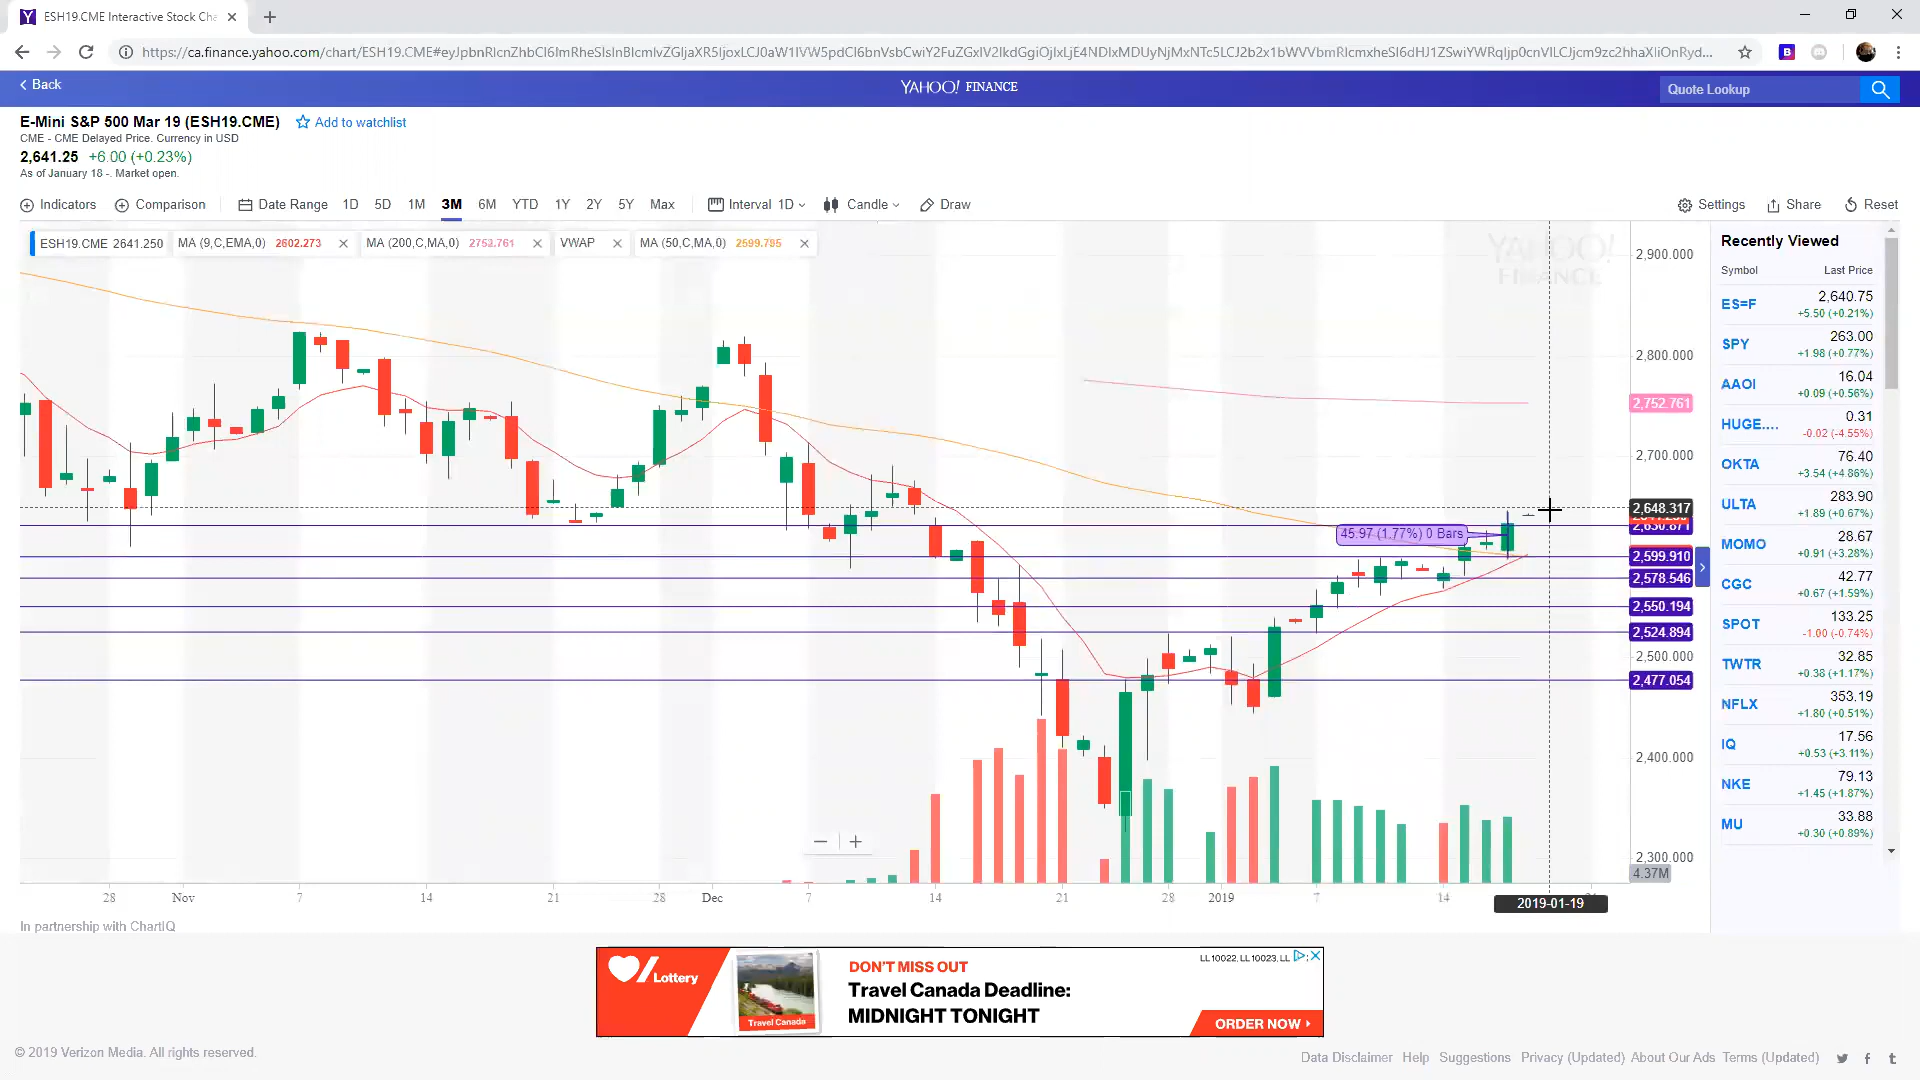 ESH19.CME Interactive Stock Cha
https://ca.finance.yahoo.com/chart/ESH19.CME
Back
YAHOO! FINANCE
Quote Lookup
E-Mini S&P 500 Mar 19 (ESH19.CME)
Add to watchlist
CME - CME Delayed Price. Currency in USD
2,641.25 +6.00 (+0.23%)
As of January 18 -. Market open.
Indicators Comparison Date Range 1D 5D 1M 3M 6M YTD 1Y 2Y 5Y Max Interval 1D Candle Draw Settings Share Reset
ESH19.CME 2641.250 MA (9,C,EMA,0) 2602.273 MA (200,C,MA,0) 2752.761 VWAP MA (50,C,MA,0) 2599.795
YAHOO!
FINANCE
2,900.000
2,800.000
2,752.761
2,700.000
2,648.317
2,630.671
2,599.910
2,578.546
2,550.194
2,524.894
2,500.000
2,477.054
2,400.000
2,300.000
4.37M
45.97 (1.77%) 0 Bars
28 Nov 7 14 21 28 Dec 7 14 21 28 2019 7 14
2019-01-19
In partnership with ChartIQ
Recently Viewed
Symbol Last Price
ES=F 2,640.75
+5.50 (+0.21%)
SPY 263.00
+1.98 (+0.77%)
AAOI 16.04
+0.09 (+0.56%)
HUGE.... 0.31
-0.02 (-4.55%)
OKTA 76.40
+3.54 (+4.86%)
ULTA 283.90
+1.89 (+0.67%)
MOMO 28.67
+0.91 (+3.28%)
CGC 42.77
+0.67 (+1.59%)
SPOT 133.25
-1.00 (-0.74%)
TWTR 32.85
+0.38 (+1.17%)
NFLX 353.19
+1.80 (+0.51%)
IQ 17.56
+0.53 (+3.11%)
NKE 79.13
+1.45 (+1.87%)
MU 33.88
+0.30 (+0.89%)
Lottery
Travel Canada
DON'T MISS OUT
Travel Canada Deadline:
MIDNIGHT TONIGHT
LL10022, LL10023, LL
ORDER NOW
© 2019 Verizon Media. All rights reserved.
Data Disclaimer Help Suggestions Privacy (Updated) About Our Ads Terms (Updated)